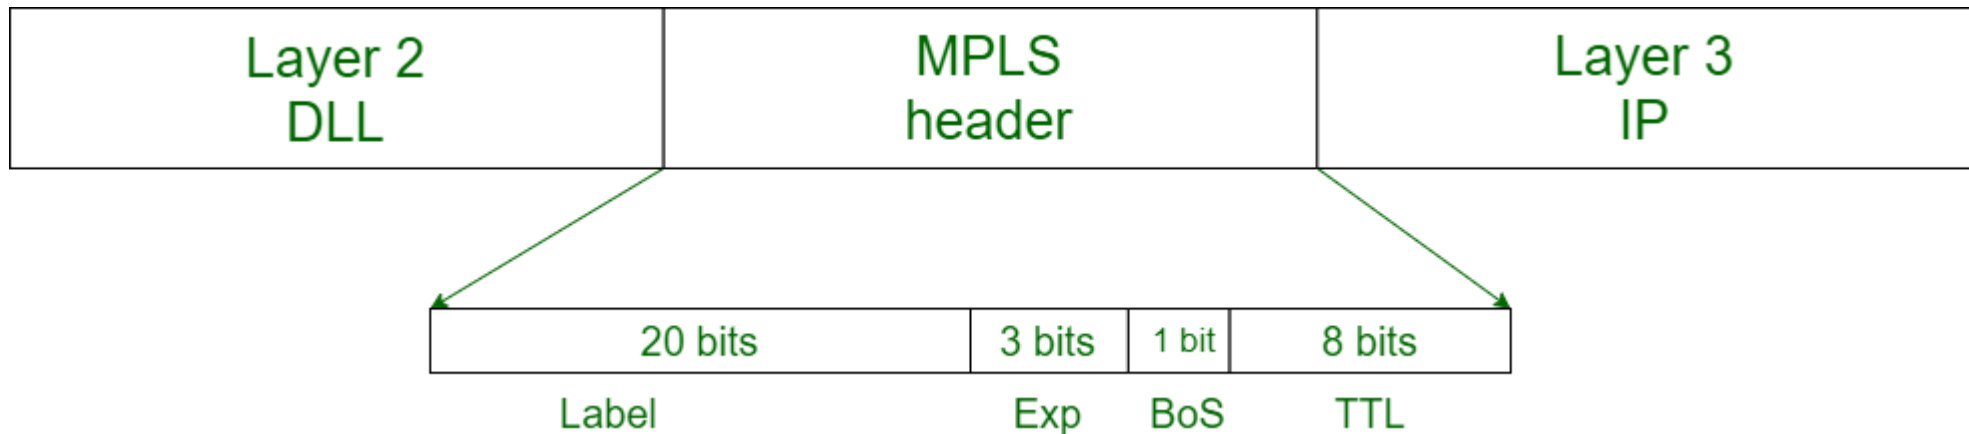 Layer 2
DLL
MPLS
header
Layer 3
IP
20 bits
3 bits
1 bit
8 bits
Label
Exp
BoS
TTL